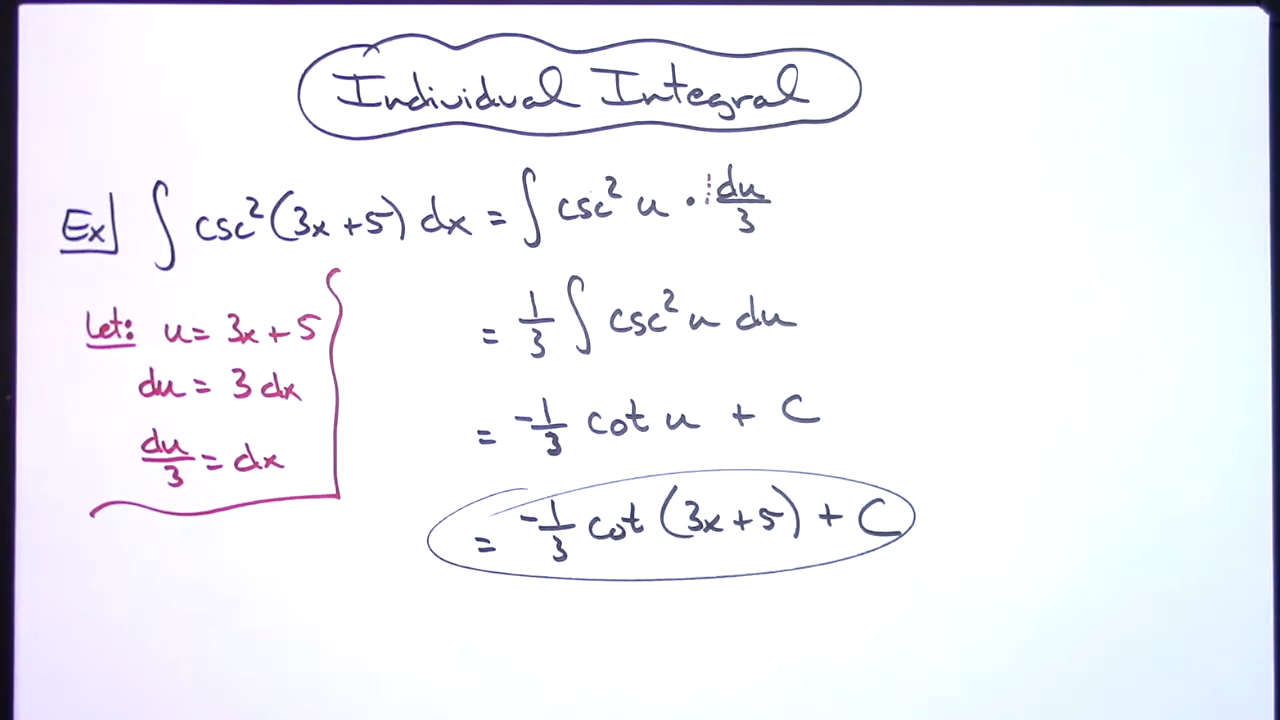 Individual Integral
Ex] ∫ csc²(3x+5) dx = ∫ csc² u · du/3
Let: u = 3x + 5
du = 3 dx
du/3 = dx
= 1/3 ∫ csc² u du
= -1/3 cot u + C
= -1/3 cot (3x+5) + C